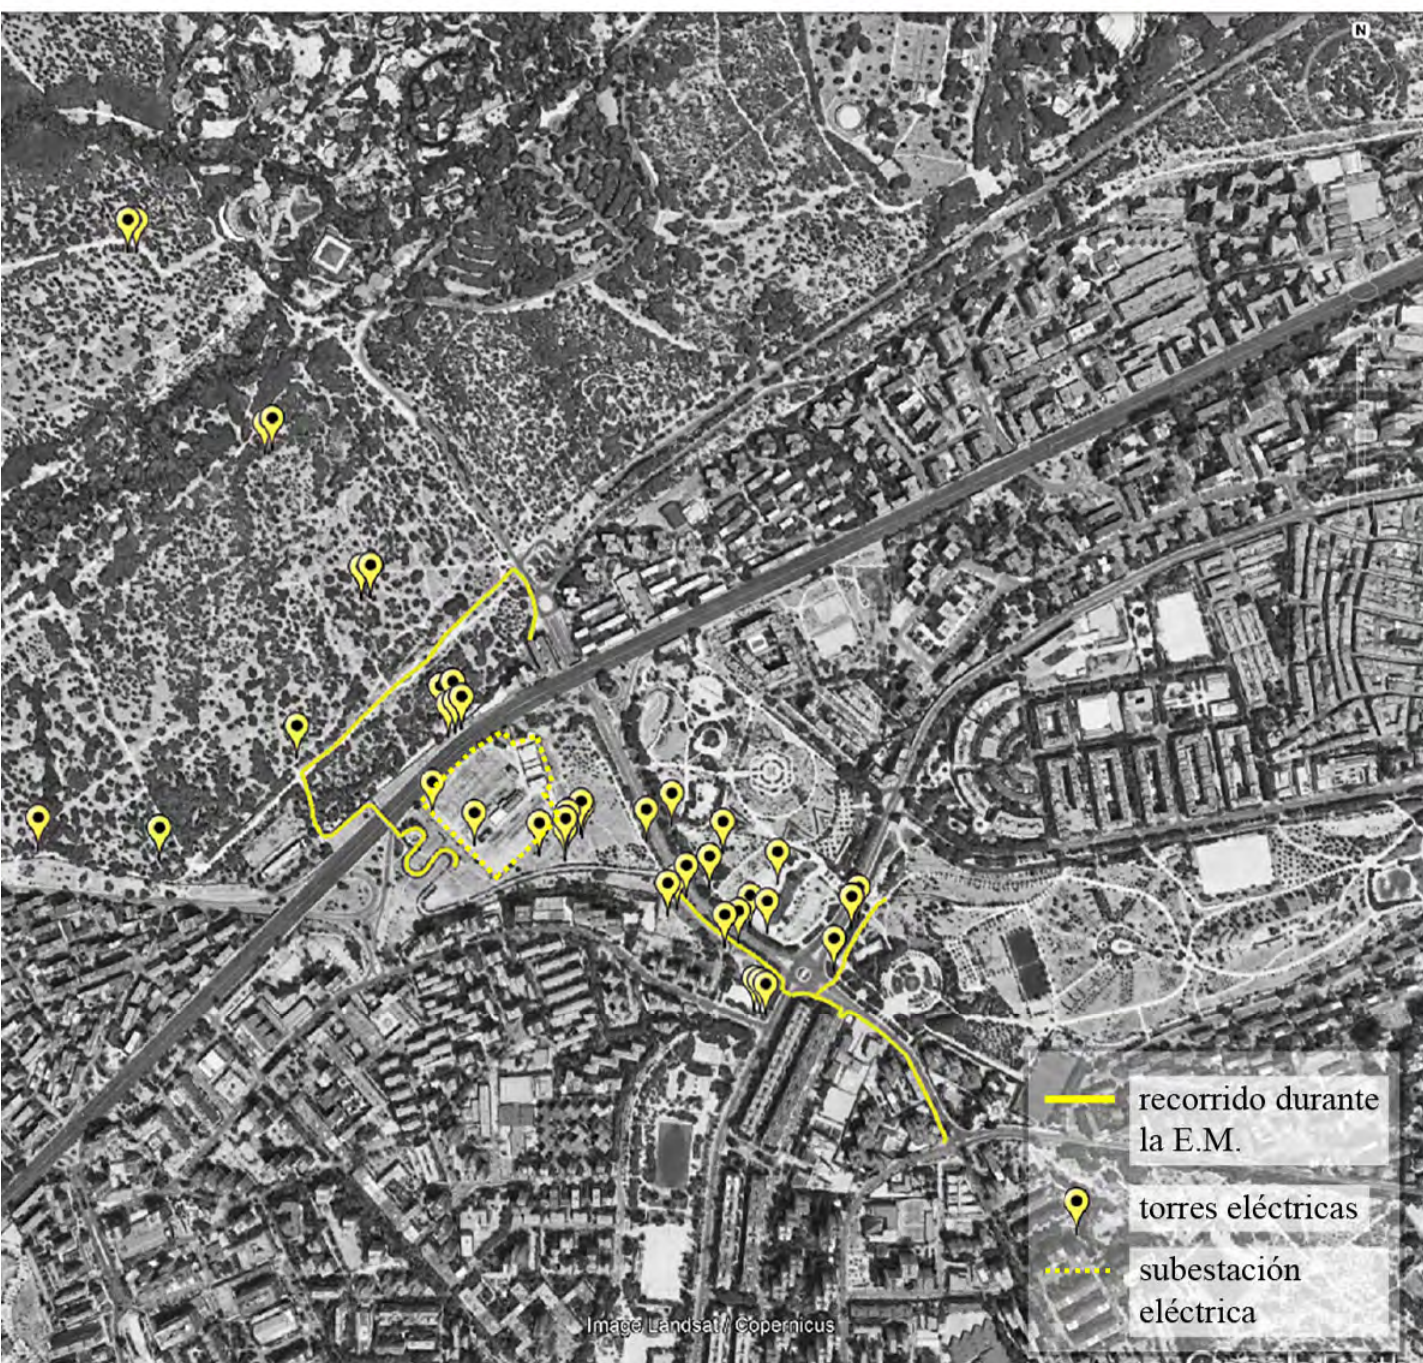 N
recorrido durante
la E.M.
torres eléctricas
subestación
eléctrica
Image Landsat / Copernicus